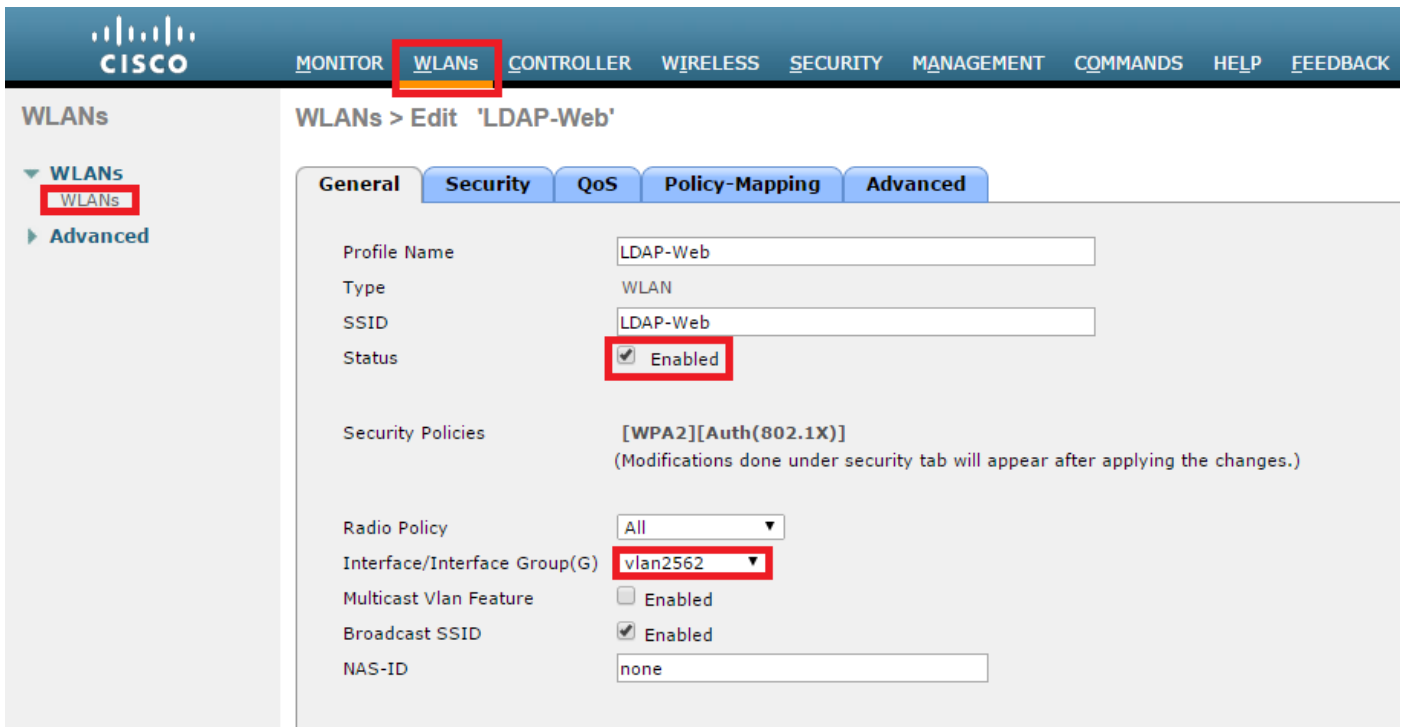 CISCO
MONITOR WLANs CONTROLLER WIRELESS SECURITY MANAGEMENT COMMANDS HELP FEEDBACK
WLANs
WLANs
WLANs
Advanced
WLANs > Edit 'LDAP-Web'
General Security QoS Policy-Mapping Advanced
Profile Name LDAP-Web
Type WLAN
SSID LDAP-Web
Status Enabled
Security Policies [WPA2][Auth(802.1X)]
(Modifications done under security tab will appear after applying the changes.)
Radio Policy All
Interface/Interface Group(G) vlan2562
Multicast Vlan Feature Enabled
Broadcast SSID Enabled
NAS-ID none